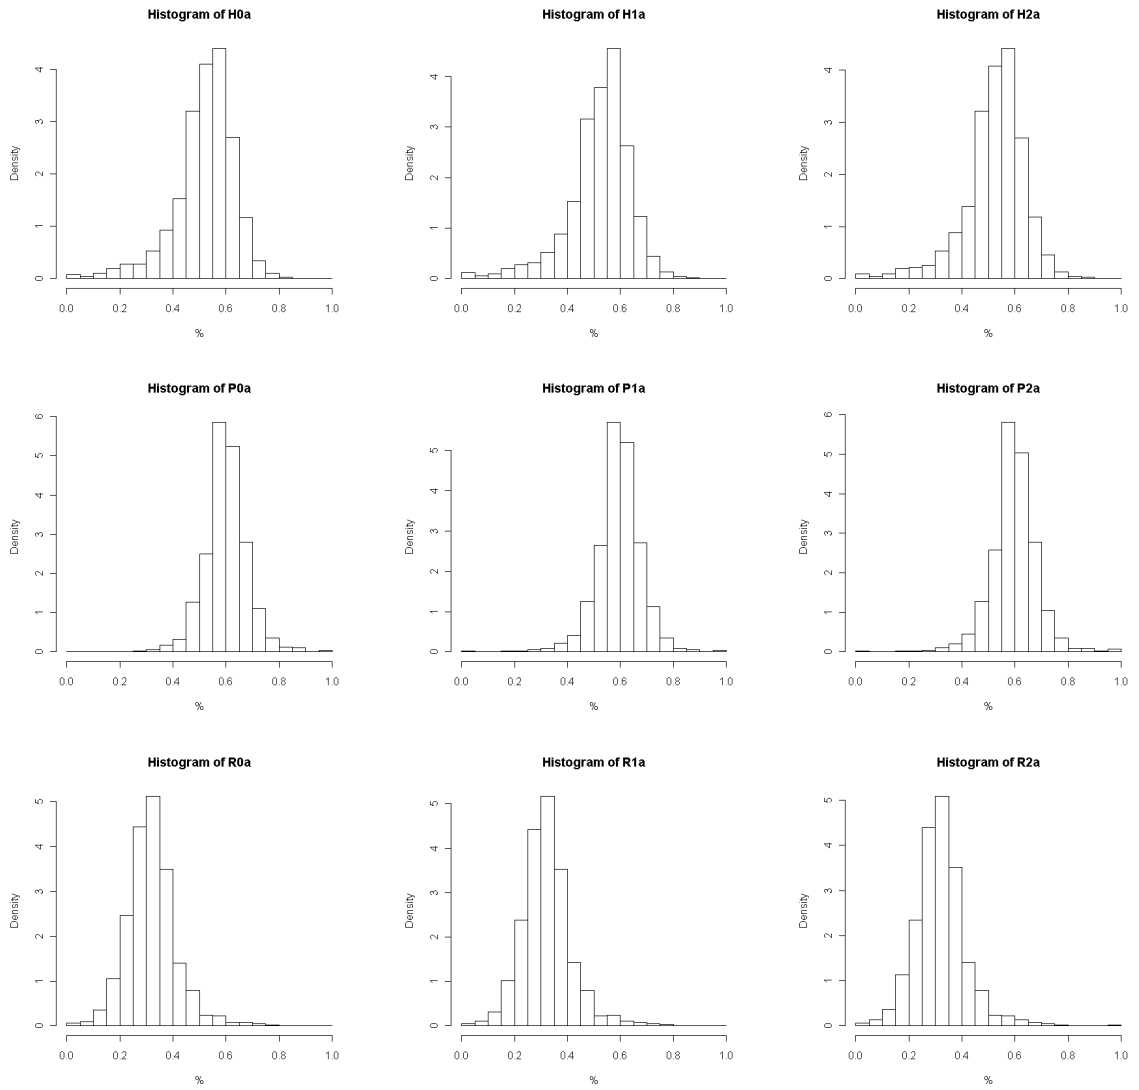 Histogram of H0a
Density
0 1 2 3 4
0.0 0.2 0.4 0.6 0.8 1.0
%
Histogram of H1a
Density
0 1 2 3 4
0.0 0.2 0.4 0.6 0.8 1.0
%
Histogram of H2a
Density
0 1 2 3 4
0.0 0.2 0.4 0.6 0.8 1.0
%
Histogram of P0a
Density
0 1 2 3 4 5 6
0.0 0.2 0.4 0.6 0.8 1.0
%
Histogram of P1a
Density
0 1 2 3 4 5
0.0 0.2 0.4 0.6 0.8 1.0
%
Histogram of P2a
Density
0 1 2 3 4 5 6
0.0 0.2 0.4 0.6 0.8 1.0
%
Histogram of R0a
Density
0 1 2 3 4 5
0.0 0.2 0.4 0.6 0.8 1.0
%
Histogram of R1a
Density
0 1 2 3 4 5
0.0 0.2 0.4 0.6 0.8 1.0
%
Histogram of R2a
Density
0 1 2 3 4 5
0.0 0.2 0.4 0.6 0.8 1.0
%